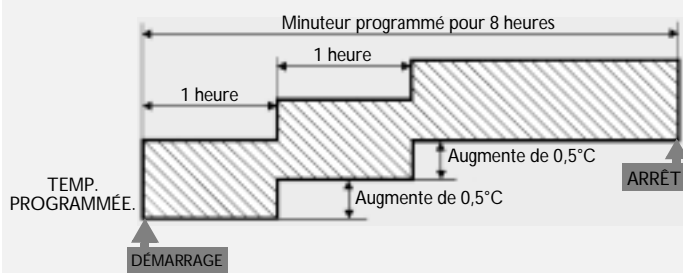 Minuteur programmé pour 8 heures
1 heure
1 heure
Augmente de 0,5°C
TEMP.
PROGRAMMÉE.
Augmente de 0,5°C
ARRÊT
DÉMARRAGE